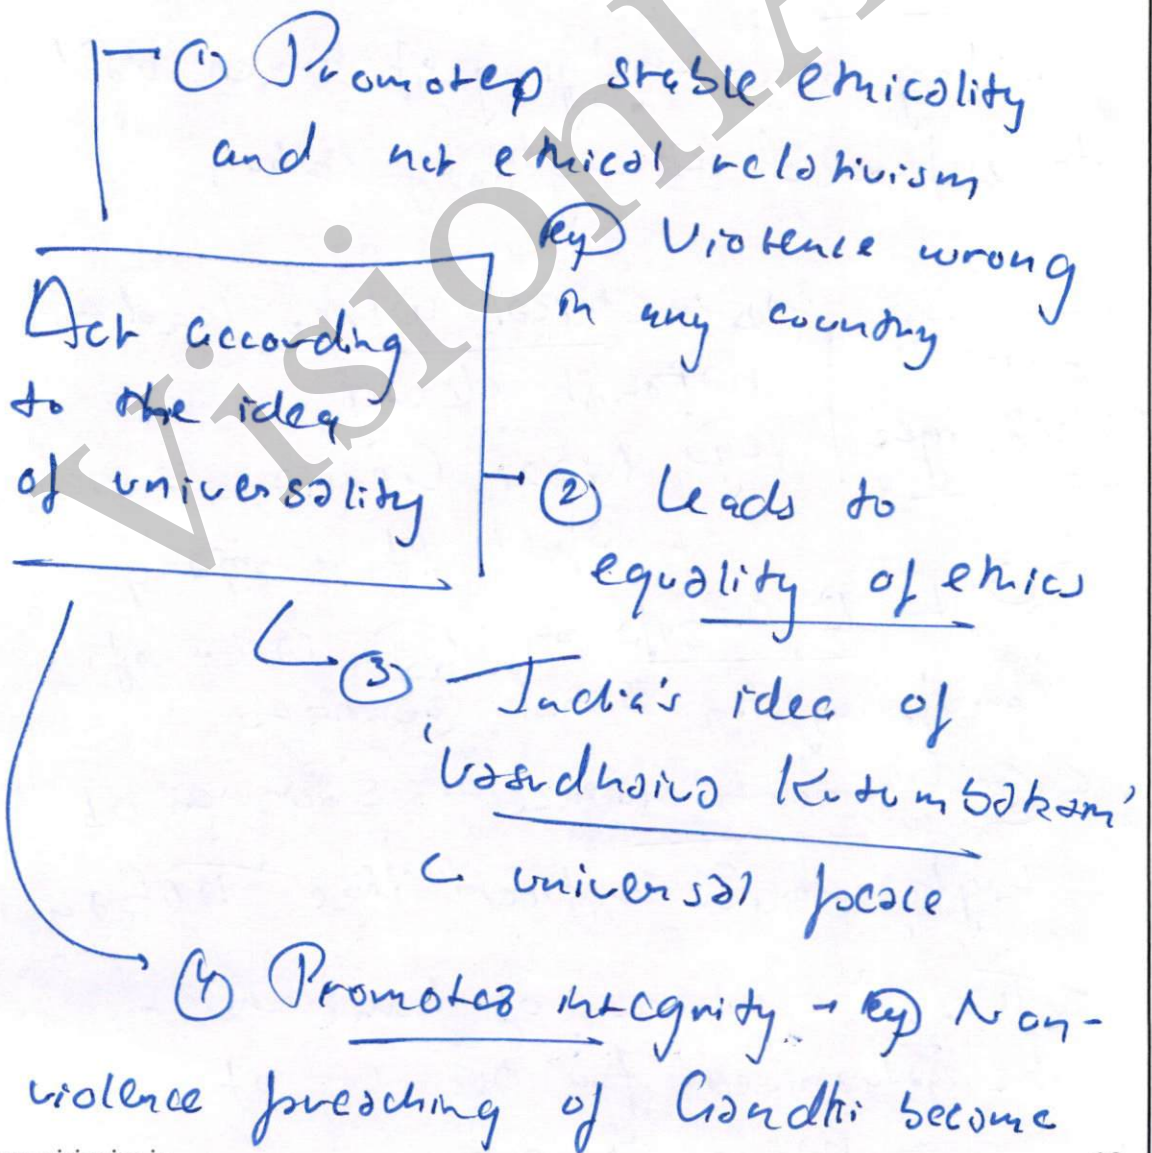 ① Promotes stable ethicality
and not ethical relativism
eg) Violence wrong
in any country
Act according
to the idea
of universality
② Leads to
equality of ethics
③ India's idea of
'Vasudhaiva Kutumbakam'
universal peace
④ Promotes integrity → eg) Non-
violence preaching of Gandhi become
VisionIA